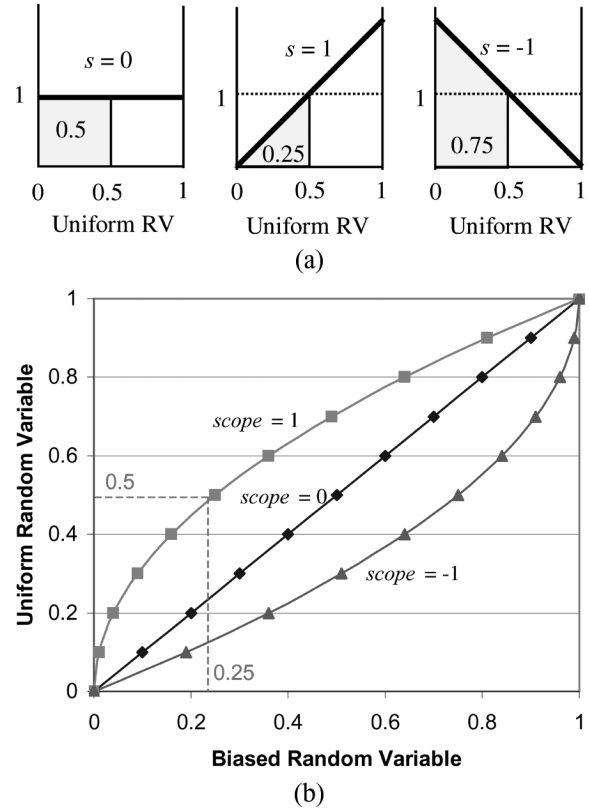 s = 0
s = 1
s = -1
1
1
1
0.5
0.25
0.75
0 0.5 1
0 0.5 1
0 0.5 1
Uniform RV
Uniform RV
Uniform RV
(a)
Uniform Random Variable
1
0.8
0.6
0.4
0.2
0
scope = 1
0.5
scope = 0
scope = -1
0.25
0 0.2 0.4 0.6 0.8 1
Biased Random Variable
(b)